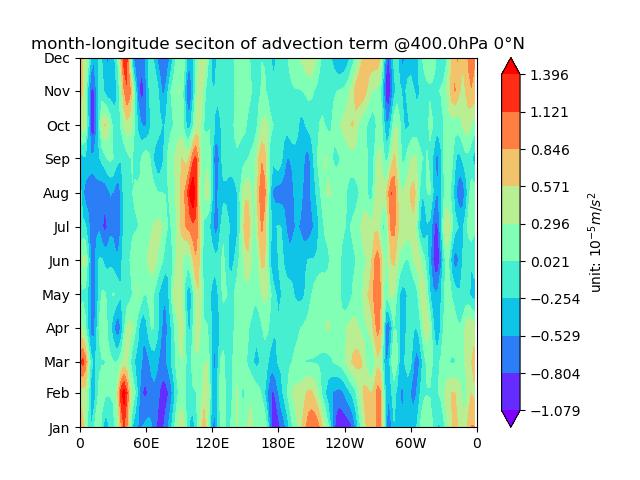 month-longitude seciton of advection term @400.0hPa 0°N
Dec
Nov
Oct
Sep
Aug
Jul
Jun
May
Apr
Mar
Feb
Jan
0 60E 120E 180E 120W 60W 0
1.396
1.121
0.846
0.571
0.296
0.021
−0.254
−0.529
−0.804
−1.079
unit: 10⁻⁵m/s²